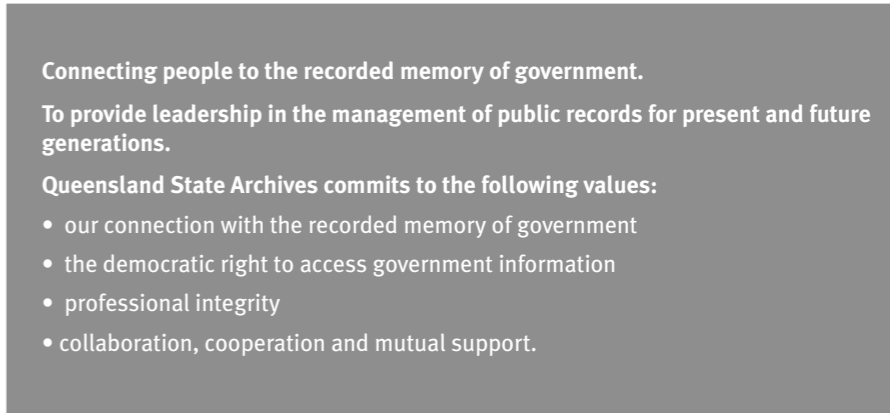 Connecting people to the recorded memory of government.
To provide leadership in the management of public records for present and future
generations.
Queensland State Archives commits to the following values:
• our connection with the recorded memory of government
• the democratic right to access government information
• professional integrity
• collaboration, cooperation and mutual support.